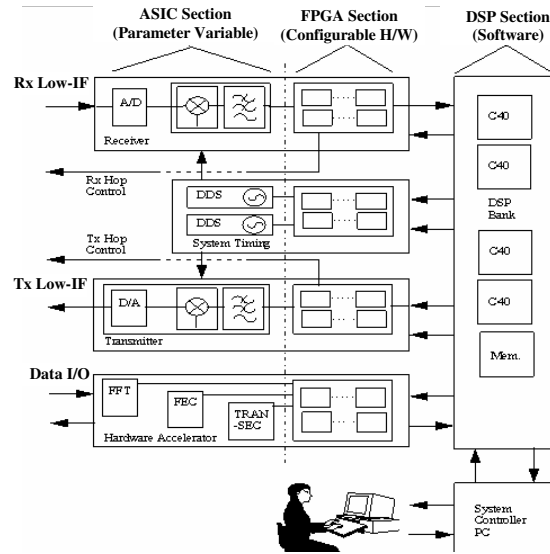 ASIC Section
(Parameter Variable)
FPGA Section
(Configurable H/W)
DSP Section
(Software)
Rx Low-IF
A/D
Receiver
C40
C40
DSP
Bank
C40
C40
Mem.
Rx Hop
Control
DDS
DDS
System Timing
Tx Hop
Control
Tx Low-IF
D/A
Transmitter
Data I/O
FFT
FEC
TRAN
-SEC
Hardware Accelerator
System
Controller
PC